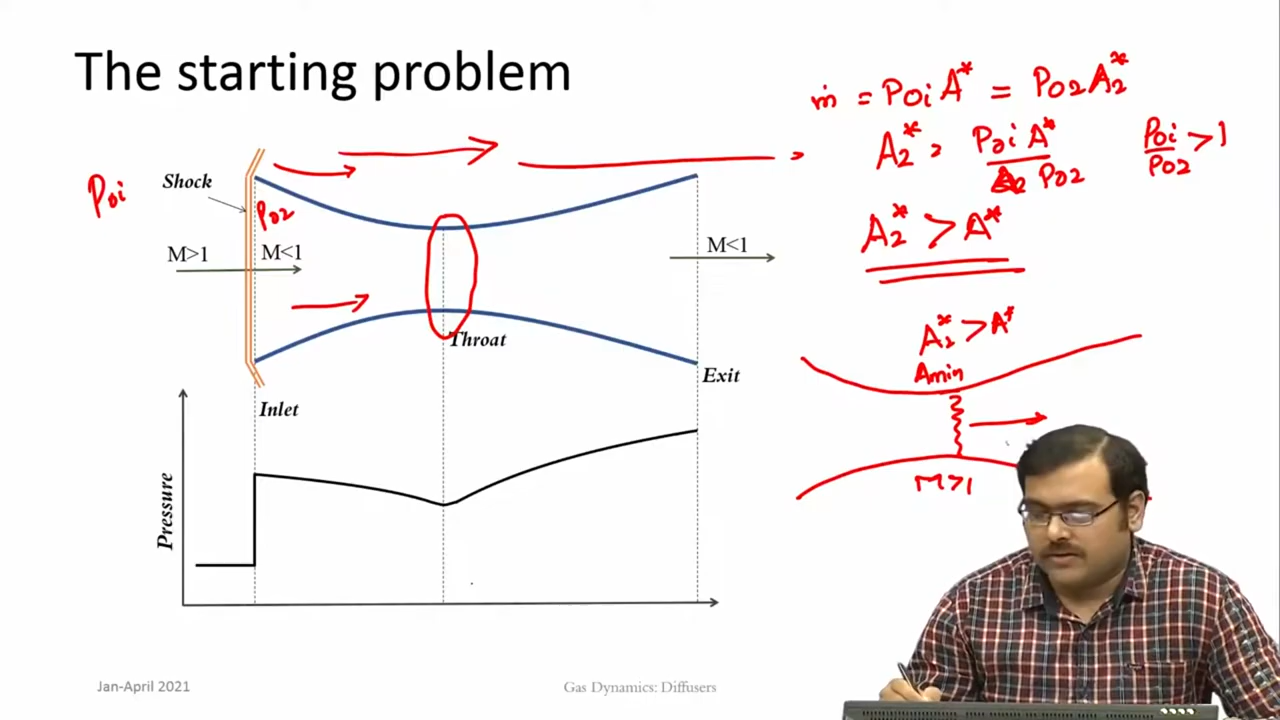 The starting problem
ṁ = P₀ᵢ A* = P₀₂ A₂*
A₂* = P₀ᵢ A* / P₀₂
P₀ᵢ / P₀₂ > 1
A₂* > A*
P₀ᵢ
Shock
P₀₂
M>1
M<1
M<1
Throat
Exit
Inlet
A₂* > A*
Amin
M>1
Pressure
Jan-April 2021
Gas Dynamics: Diffusers